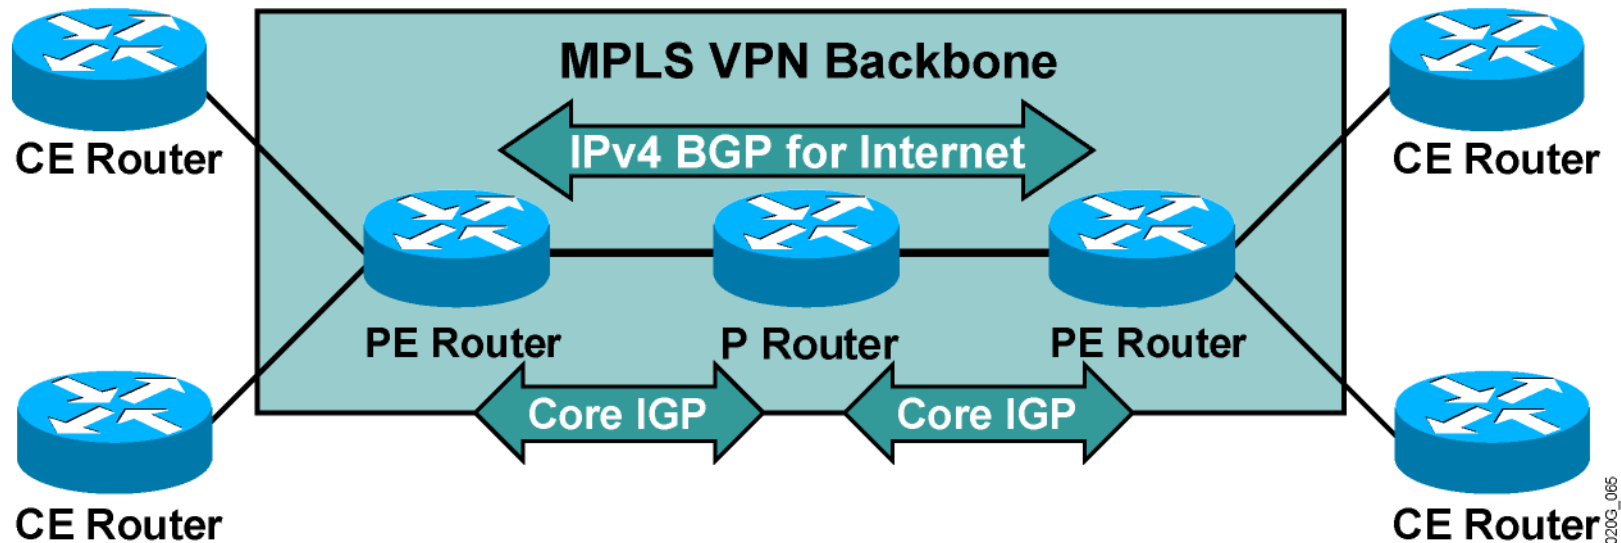 MPLS VPN Backbone
IPv4 BGP for Internet
CE Router
CE Router
PE Router
P Router
PE Router
Core IGP
Core IGP
CE Router
CE Router
020G_065